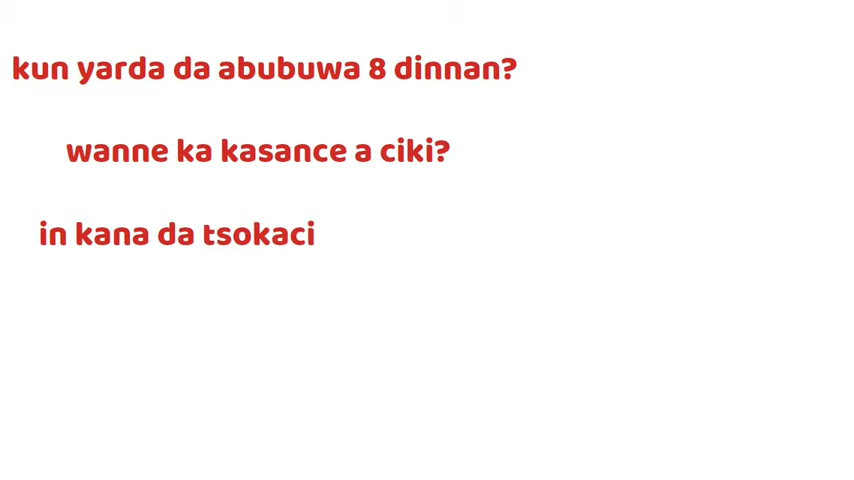 kun yarda da abubuwa 8 dinnan?
wanne ka kasance a ciki?
in kana da tsokaci